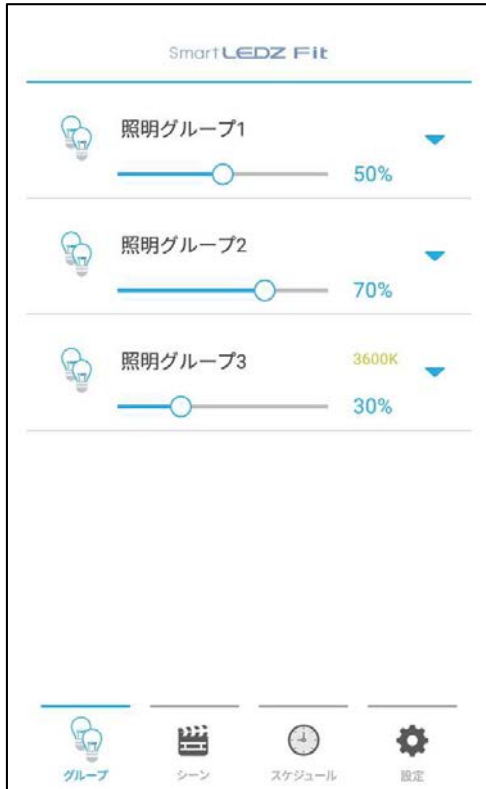 Smart LEDZ Fit
照明グループ1
50%
照明グループ2
70%
照明グループ3
3600K
30%
グループ
シーン
スケジュール
設定